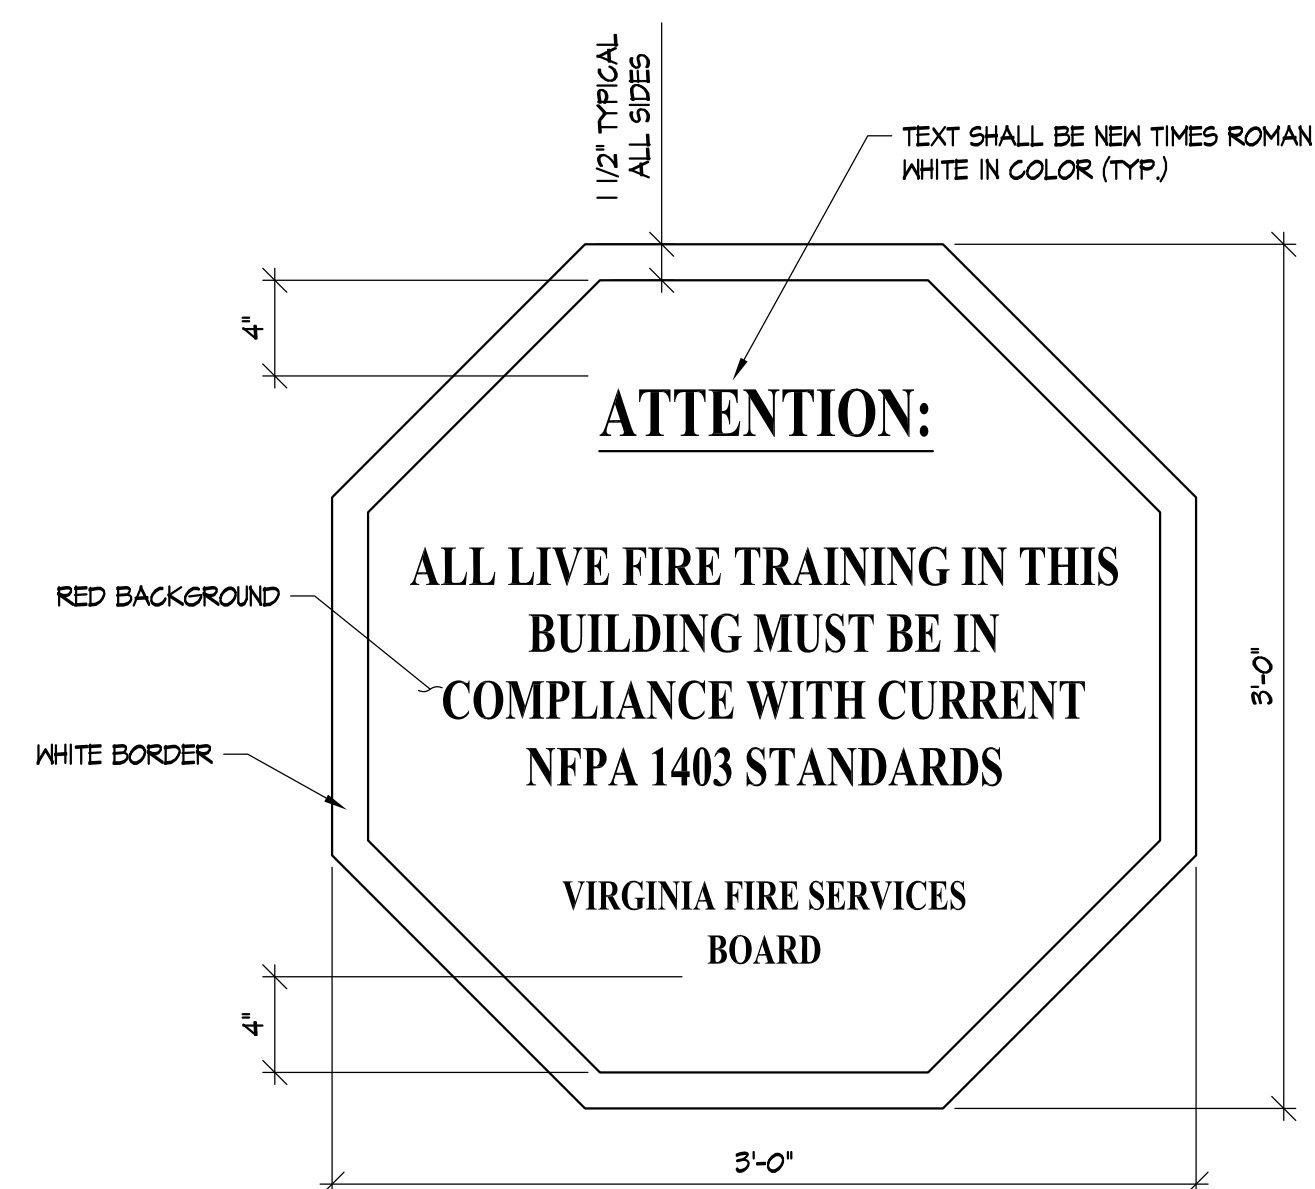 1 1/2" TYPICAL
ALL SIDES
TEXT SHALL BE NEW TIMES ROMAN
WHITE IN COLOR (TYP.)
4"
ATTENTION:
ALL LIVE FIRE TRAINING IN THIS
BUILDING MUST BE IN
COMPLIANCE WITH CURRENT
NFPA 1403 STANDARDS
RED BACKGROUND
3'-0"
WHITE BORDER
VIRGINIA FIRE SERVICES
BOARD
4"
3'-0"